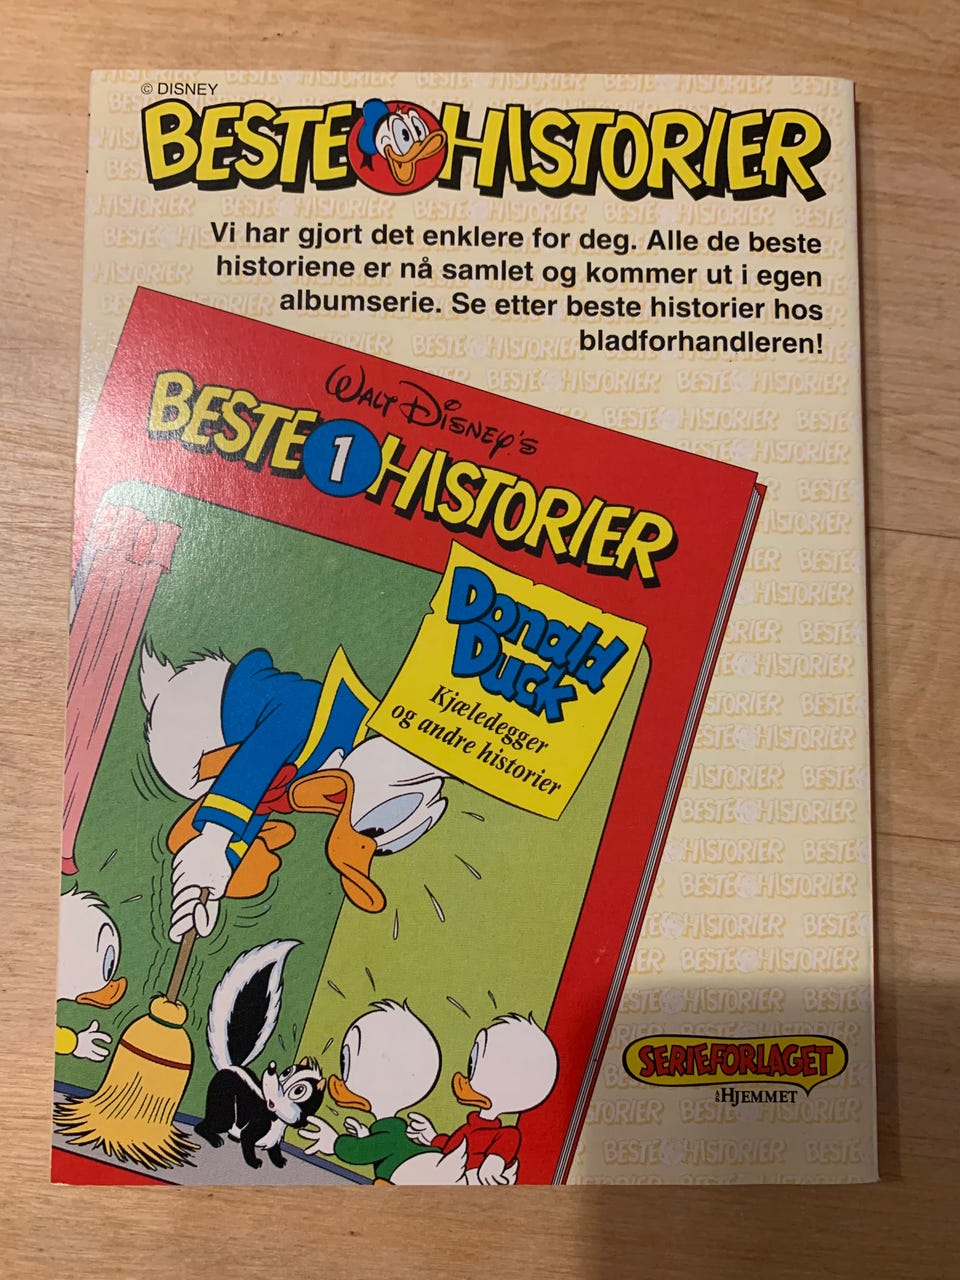 © DISNEY
BESTE HISTORIER
Vi har gjort det enklere for deg. Alle de beste
historiene er nå samlet og kommer ut i egen
albumserie. Se etter beste historier hos
bladforhandleren!
WALT DISNEY'S
BESTE 1 HISTORIER
Donald
Duck
Kjæledegger
og andre historier
SERIEFORLAGET
A/S HJEMMET